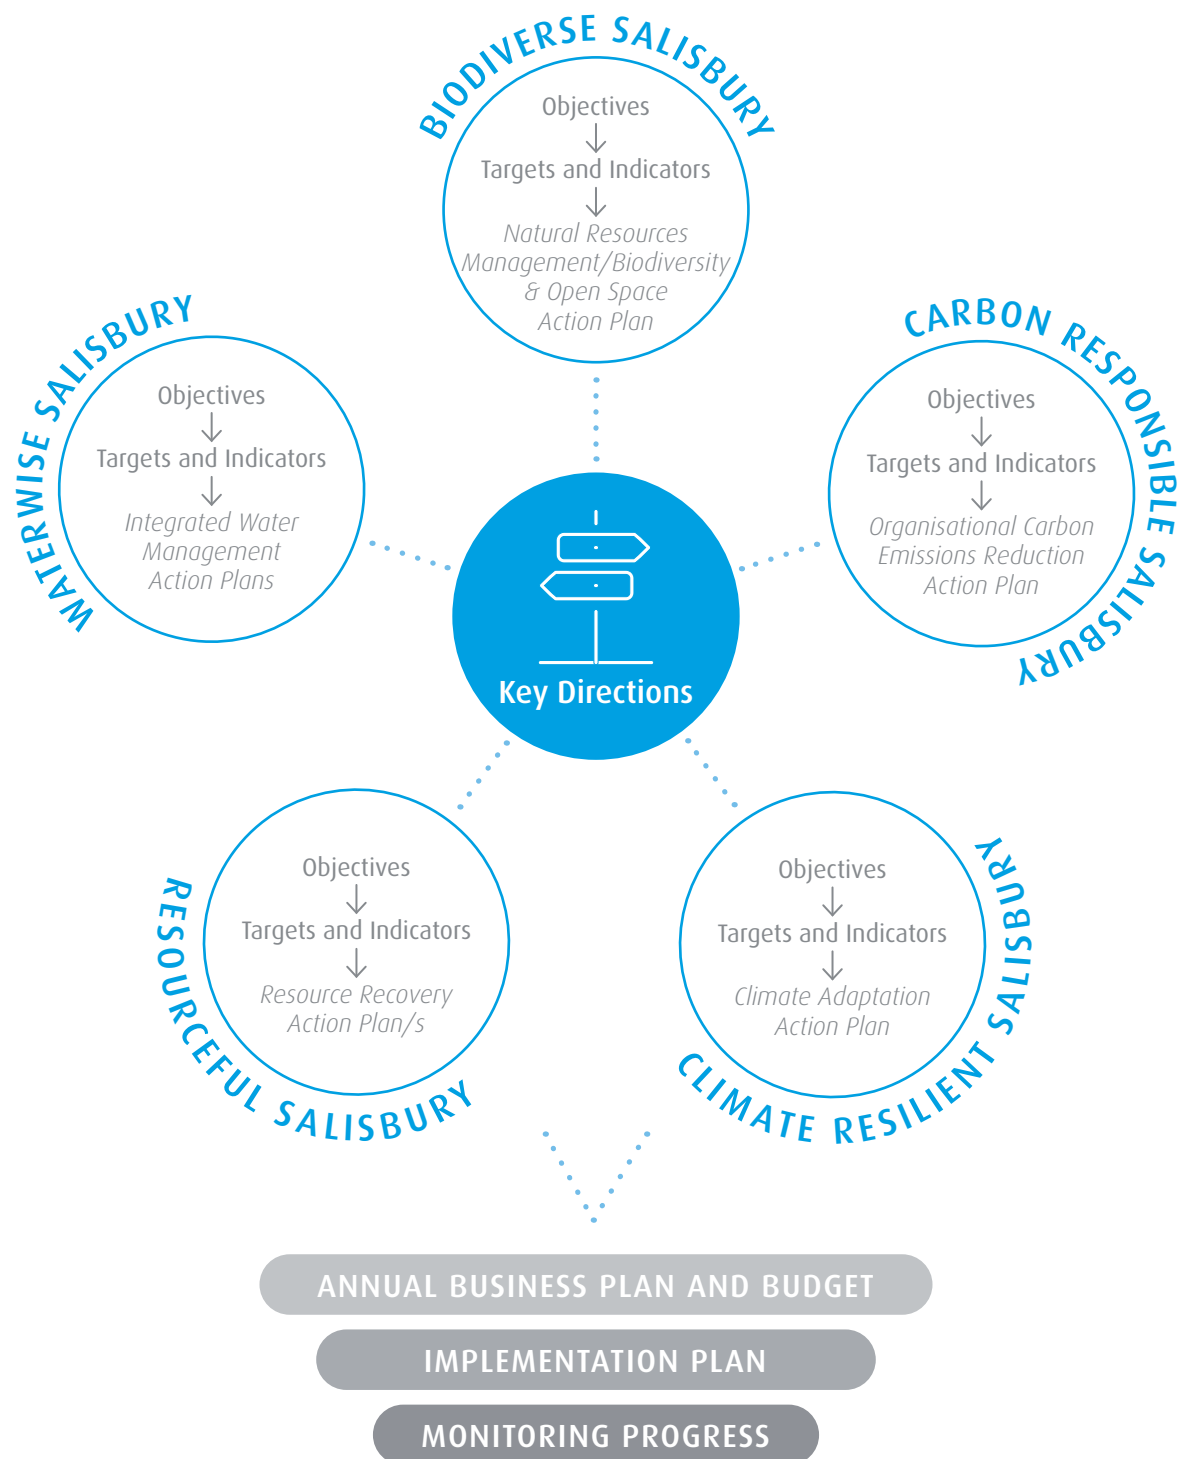 BIODIVERSE SALISBURY
Objectives
Targets and Indicators
Natural Resources
Management/Biodiversity
& Open Space
Action Plan
WATERWISE SALISBURY
Objectives
Targets and Indicators
Integrated Water
Management
Action Plans
CARBON RESPONSIBLE SALISBURY
Objectives
Targets and Indicators
Organisational Carbon
Emissions Reduction
Action Plan
Key Directions
RESOURCEFUL SALISBURY
Objectives
Targets and Indicators
Resource Recovery
Action Plan/s
CLIMATE RESILIENT SALISBURY
Objectives
Targets and Indicators
Climate Adaptation
Action Plan
ANNUAL BUSINESS PLAN AND BUDGET
IMPLEMENTATION PLAN
MONITORING PROGRESS